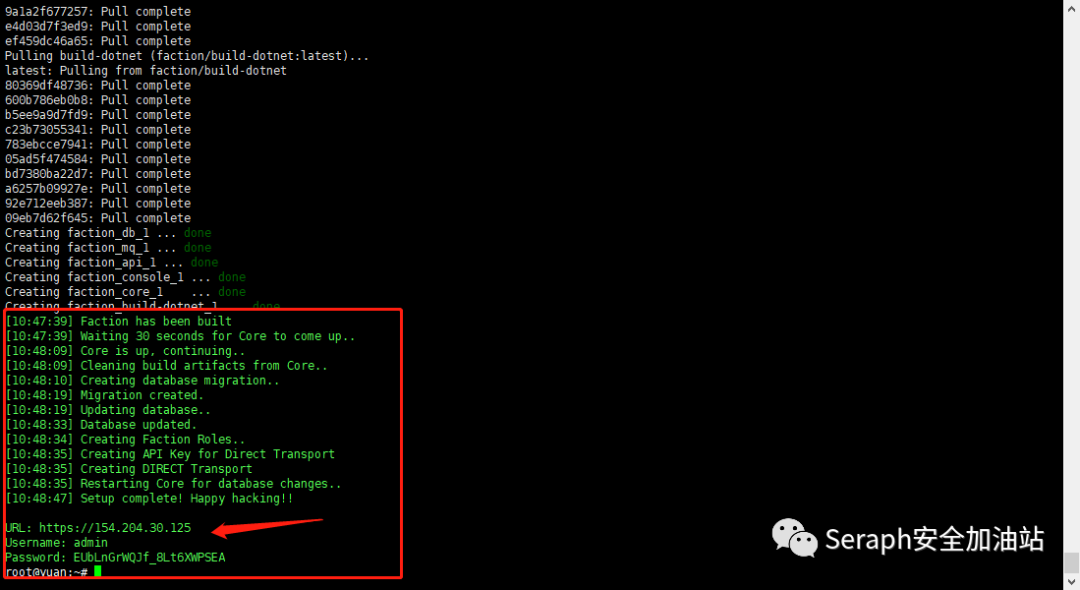 9a1a2f677257: Pull complete
e4d03d7f3ed9: Pull complete
ef459dc46a65: Pull complete
Pulling build-dotnet (faction/build-dotnet:latest)...
latest: Pulling from faction/build-dotnet
80369df48736: Pull complete
600b786eb0b8: Pull complete
b5ee9a9d7fd9: Pull complete
c23b73055341: Pull complete
783ebcce7941: Pull complete
05ad5f474584: Pull complete
bd7380ba22d7: Pull complete
a6257b09927e: Pull complete
92e712eeb387: Pull complete
09eb7d62f645: Pull complete
Creating faction_db_1 ... done
Creating faction_mq_1 ... done
Creating faction_api_1 ... done
Creating faction_console_1 ... done
Creating faction_core_1    ... done
Creating faction_build-dotnet_1 ... done
[10:47:39] Faction has been built
[10:47:39] Waiting 30 seconds for Core to come up..
[10:48:09] Core is up, continuing..
[10:48:09] Cleaning build artifacts from Core..
[10:48:10] Creating database migration..
[10:48:19] Migration created.
[10:48:19] Updating database..
[10:48:33] Database updated.
[10:48:34] Creating Faction Roles..
[10:48:35] Creating API Key for Direct Transport
[10:48:35] Creating DIRECT Transport
[10:48:35] Restarting Core for database changes..
[10:48:47] Setup complete! Happy hacking!!
URL: https://154.204.30.125
Username: admin
Password: EUbLnGrWQJf_8Lt6XWPSEA
root@yuan:~#
Seraph安全加油站